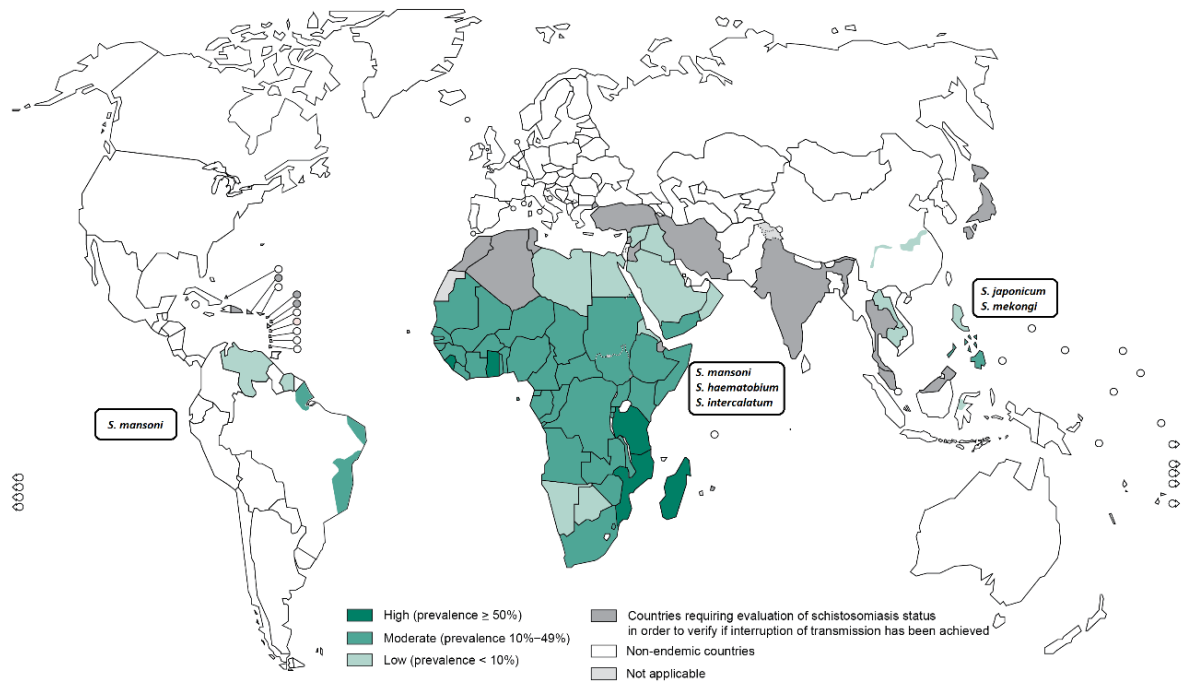 S. japonicum
S. mekongi
S. mansoni
S. haematobium
S. intercalatum
S. mansoni
High (prevalence ≥ 50%)
Moderate (prevalence 10%–49%)
Low (prevalence < 10%)
Countries requiring evaluation of schistosomiasis status
in order to verify if interruption of transmission has been achieved
Non-endemic countries
Not applicable